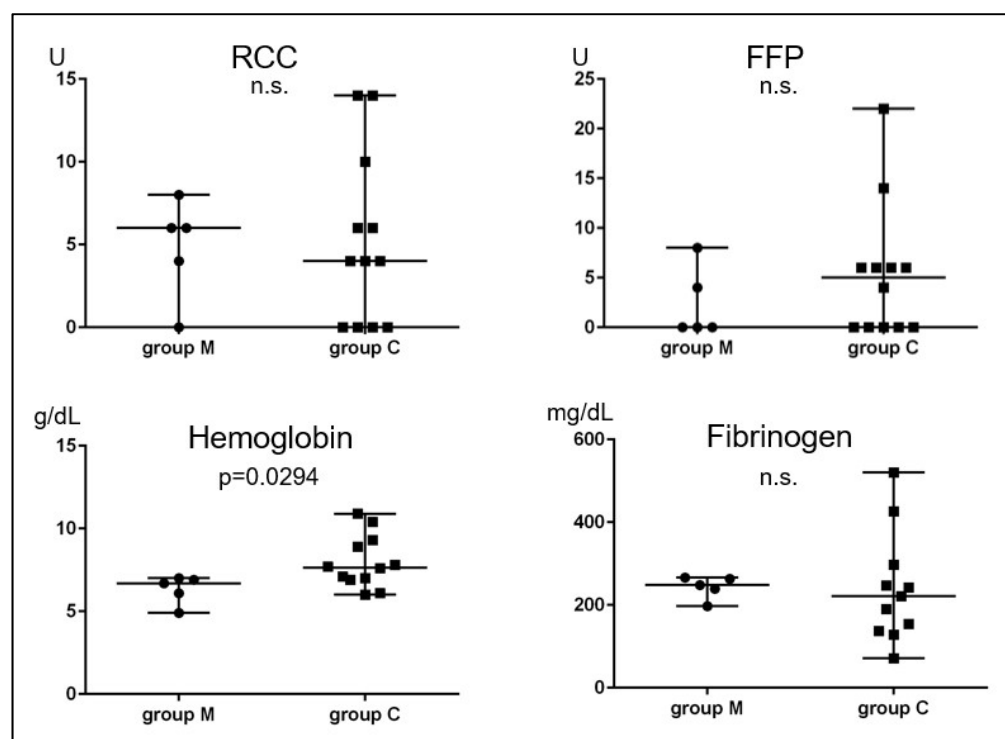 U
RCC
n.s.
15
10
5
0
group M
group C
U
FFP
n.s.
25
20
15
10
5
0
group M
group C
g/dL
Hemoglobin
p=0.0294
15
10
5
0
group M
group C
mg/dL
Fibrinogen
n.s.
600
400
200
0
group M
group C